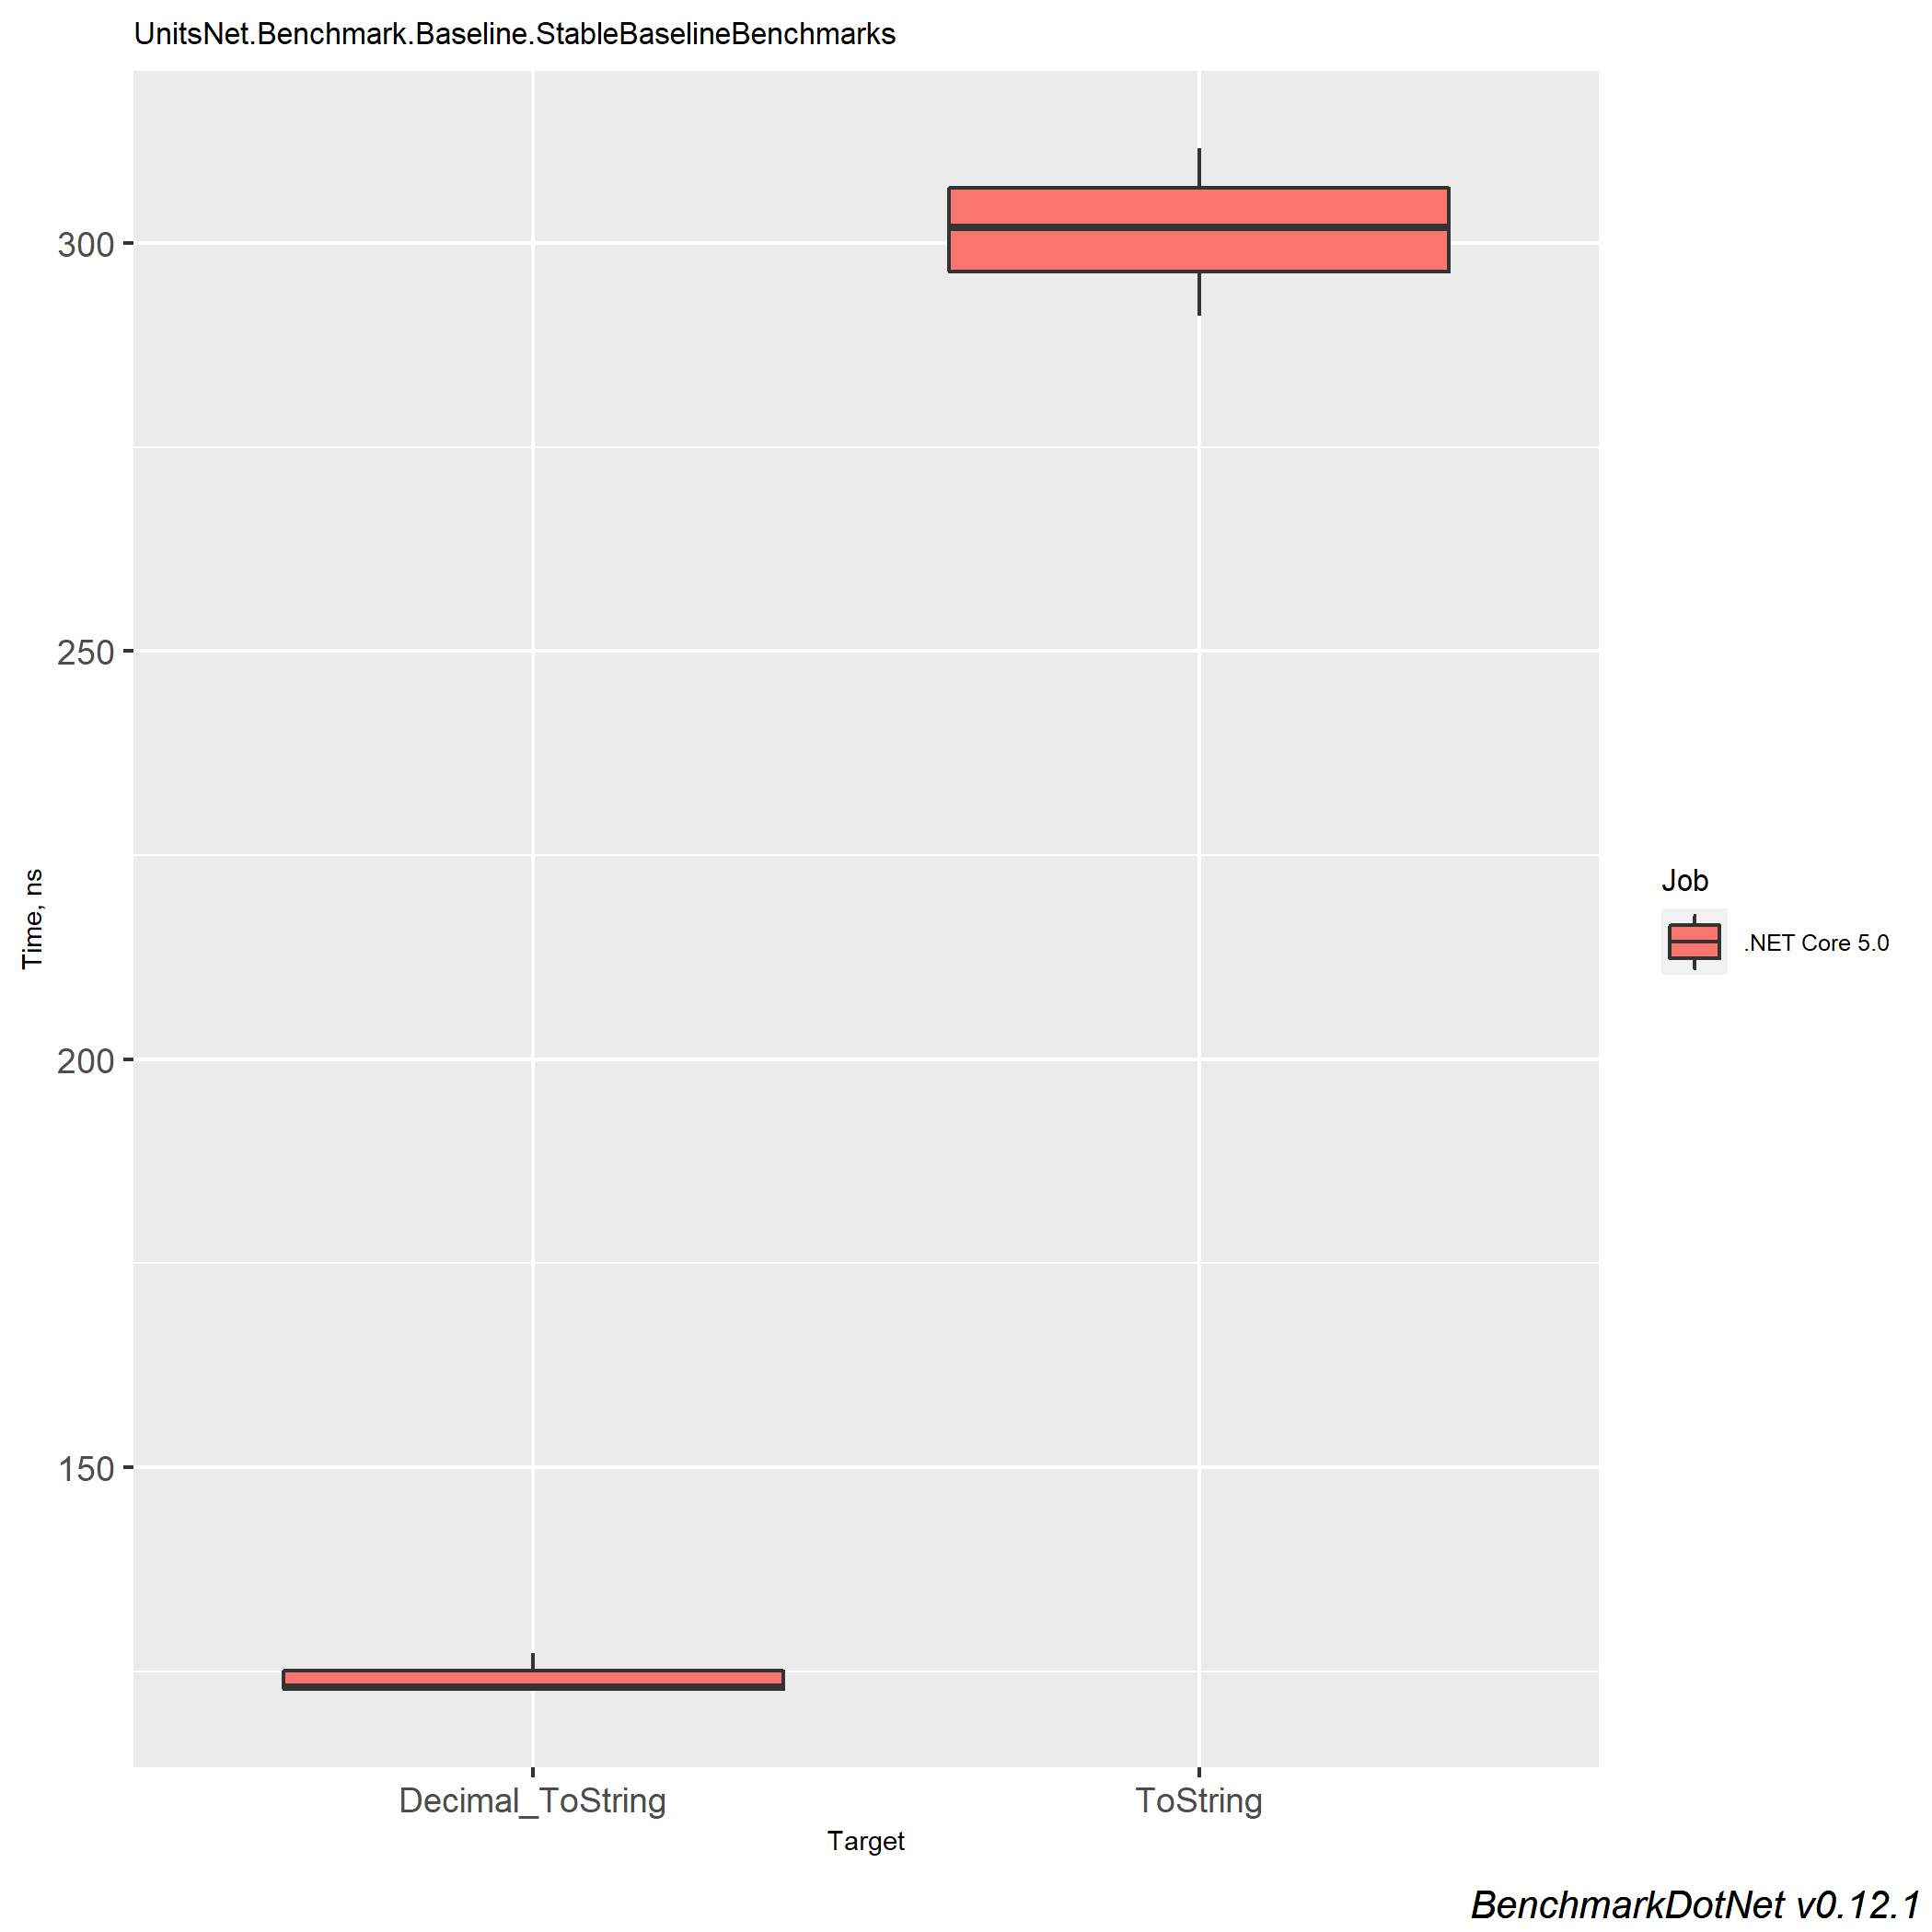 UnitsNet.Benchmark.Baseline.StableBaselineBenchmarks
300
250
200
150
Time, ns
Decimal_ToString
ToString
Target
Job
.NET Core 5.0
BenchmarkDotNet v0.12.1